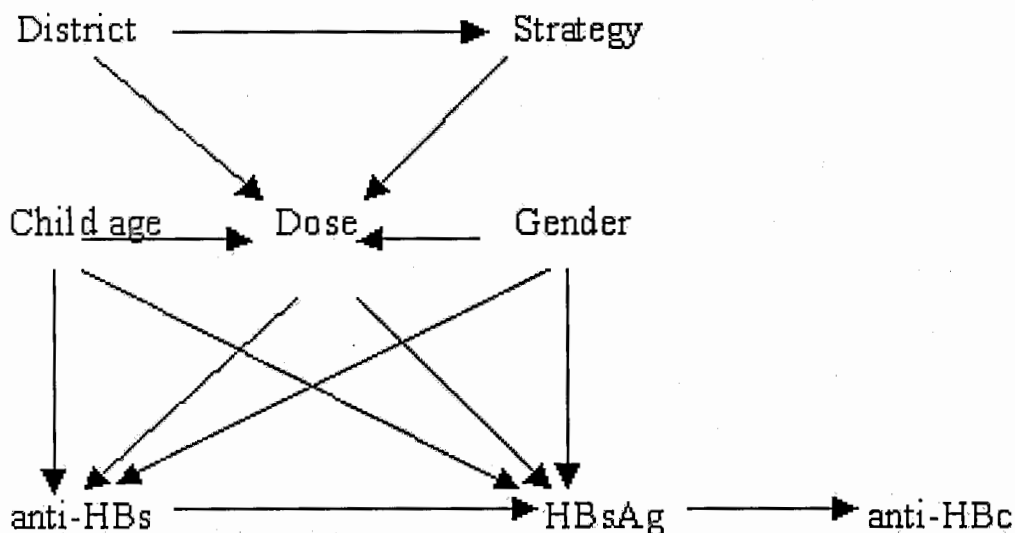 District Strategy
Child age Dose Gender
anti-HBs HBsAg anti-HBc